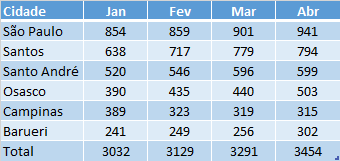 Cidade Jan Fev Mar Abr
São Paulo 854 859 901 941
Santos 638 717 779 794
Santo André 520 546 596 599
Osasco 390 435 440 503
Campinas 389 323 319 315
Barueri 241 249 256 302
Total 3032 3129 3291 3454